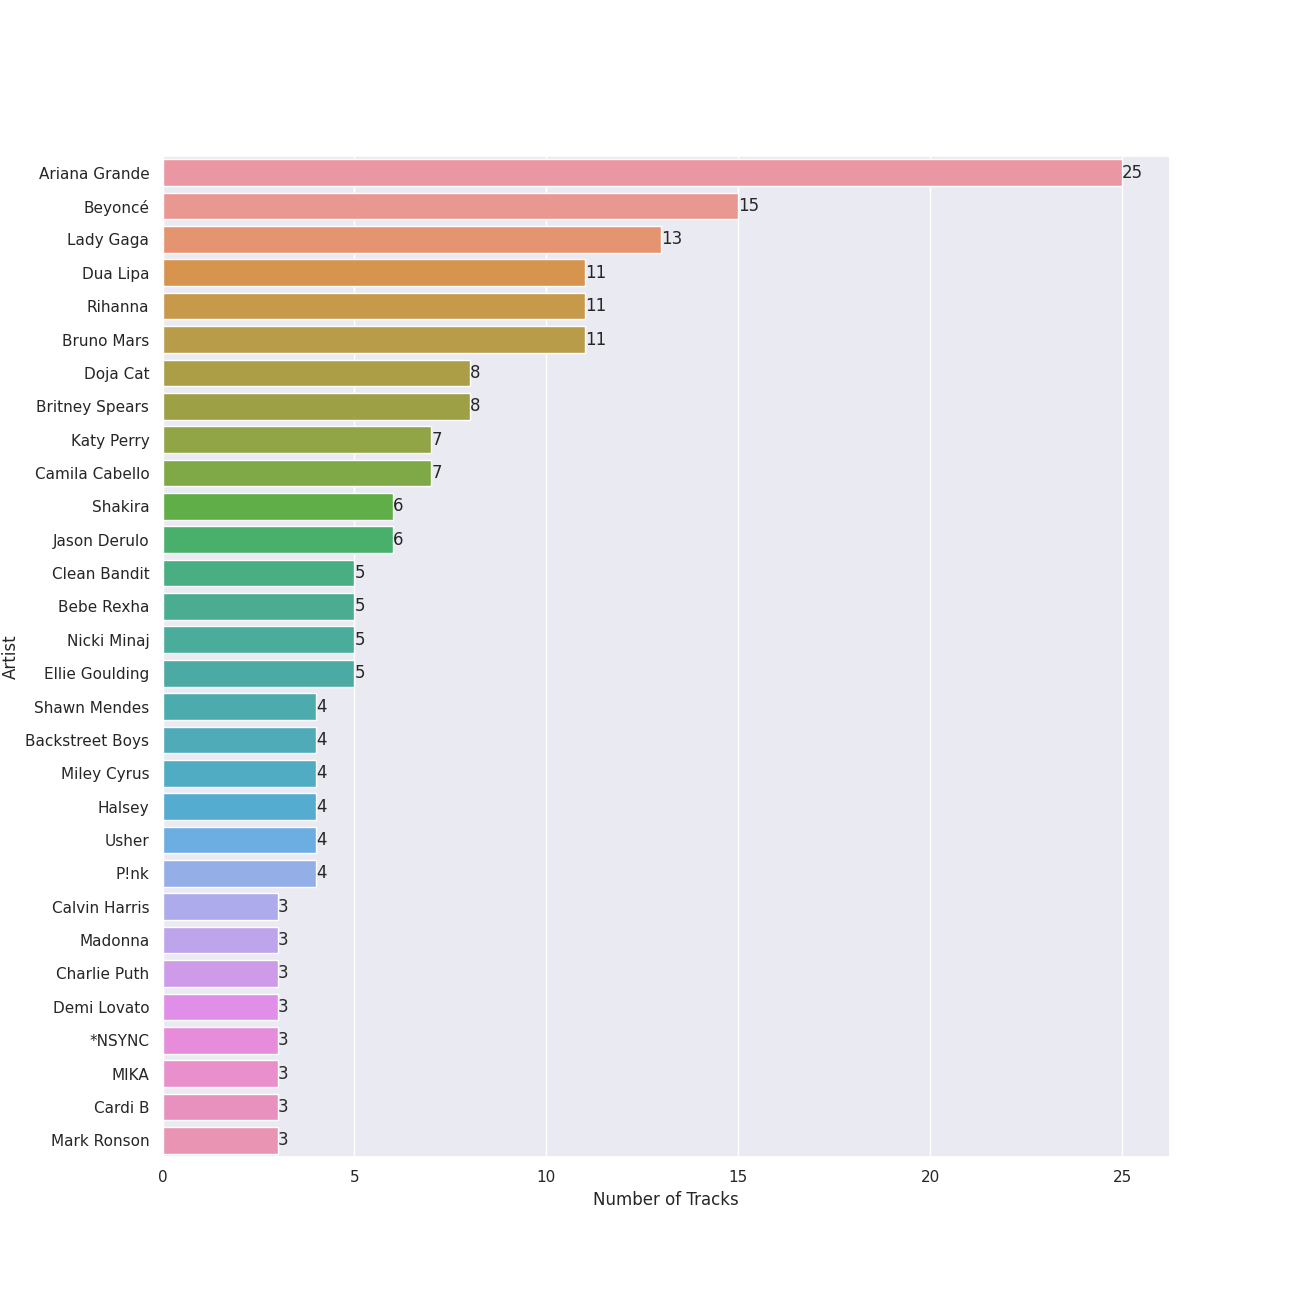 Ariana Grande 25
Beyoncé 15
Lady Gaga 13
Dua Lipa 11
Rihanna 11
Bruno Mars 11
Doja Cat 8
Britney Spears 8
Katy Perry 7
Camila Cabello 7
Shakira 6
Jason Derulo 6
Clean Bandit 5
Bebe Rexha 5
Nicki Minaj 5
Ellie Goulding 5
Shawn Mendes 4
Backstreet Boys 4
Miley Cyrus 4
Halsey 4
Usher 4
P!nk 4
Calvin Harris 3
Madonna 3
Charlie Puth 3
Demi Lovato 3
*NSYNC 3
MIKA 3
Cardi B 3
Mark Ronson 3
Artist
0 5 10 15 20 25
Number of Tracks